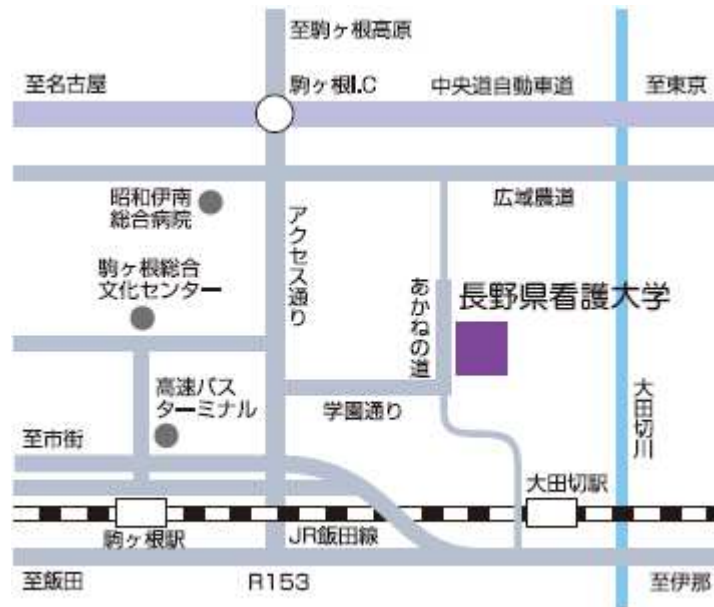 至駒ヶ根高原
至名古屋
駒ヶ根I.C
中央道自動車道
至東京
昭和伊南
総合病院
広域農道
アクセス通り
駒ヶ根総合
文化センター
あかねの道
長野県看護大学
高速バス
ターミナル
学園通り
大田切川
至市街
大田切駅
駒ヶ根駅
JR飯田線
至飯田
R153
至伊那